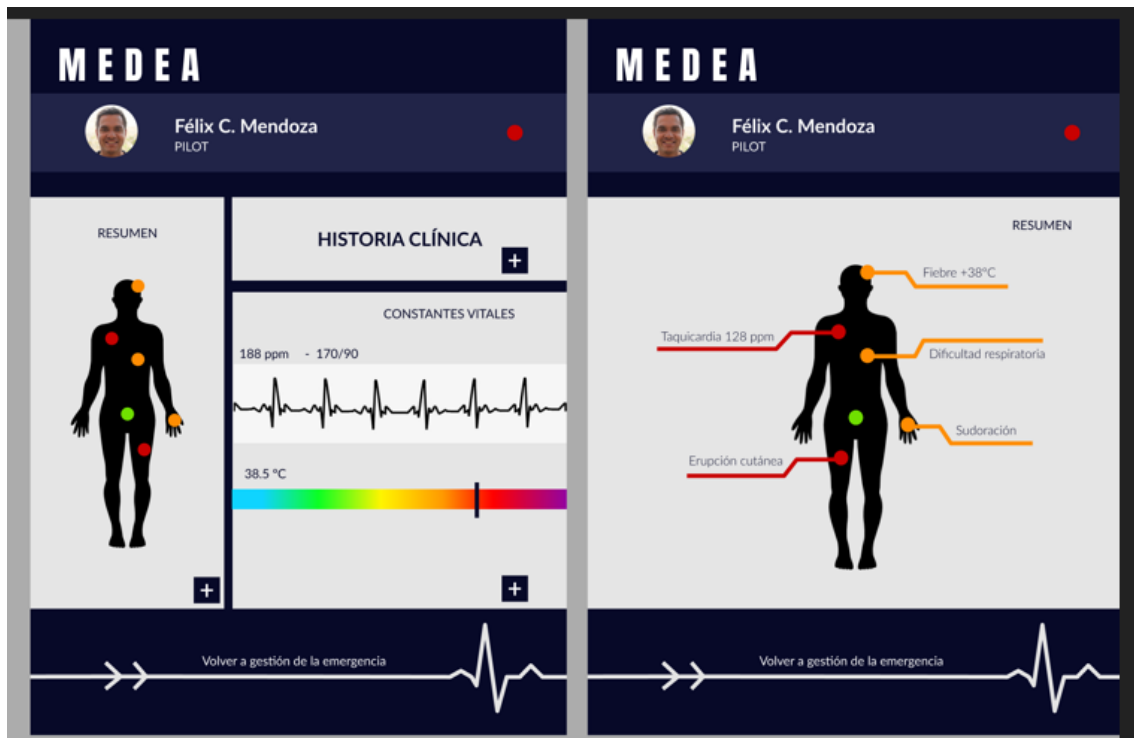 MEDEA
Félix C. Mendoza
PILOT
RESUMEN
HISTORIA CLÍNICA
+
CONSTANTES VITALES
188 ppm - 170/90
38.5 ºC
+
+
Volver a gestión de la emergencia
MEDEA
Félix C. Mendoza
PILOT
RESUMEN
Fiebre +38ºC
Taquicardia 128 ppm
Dificultad respiratoria
Sudoración
Erupción cutánea
Volver a gestión de la emergencia